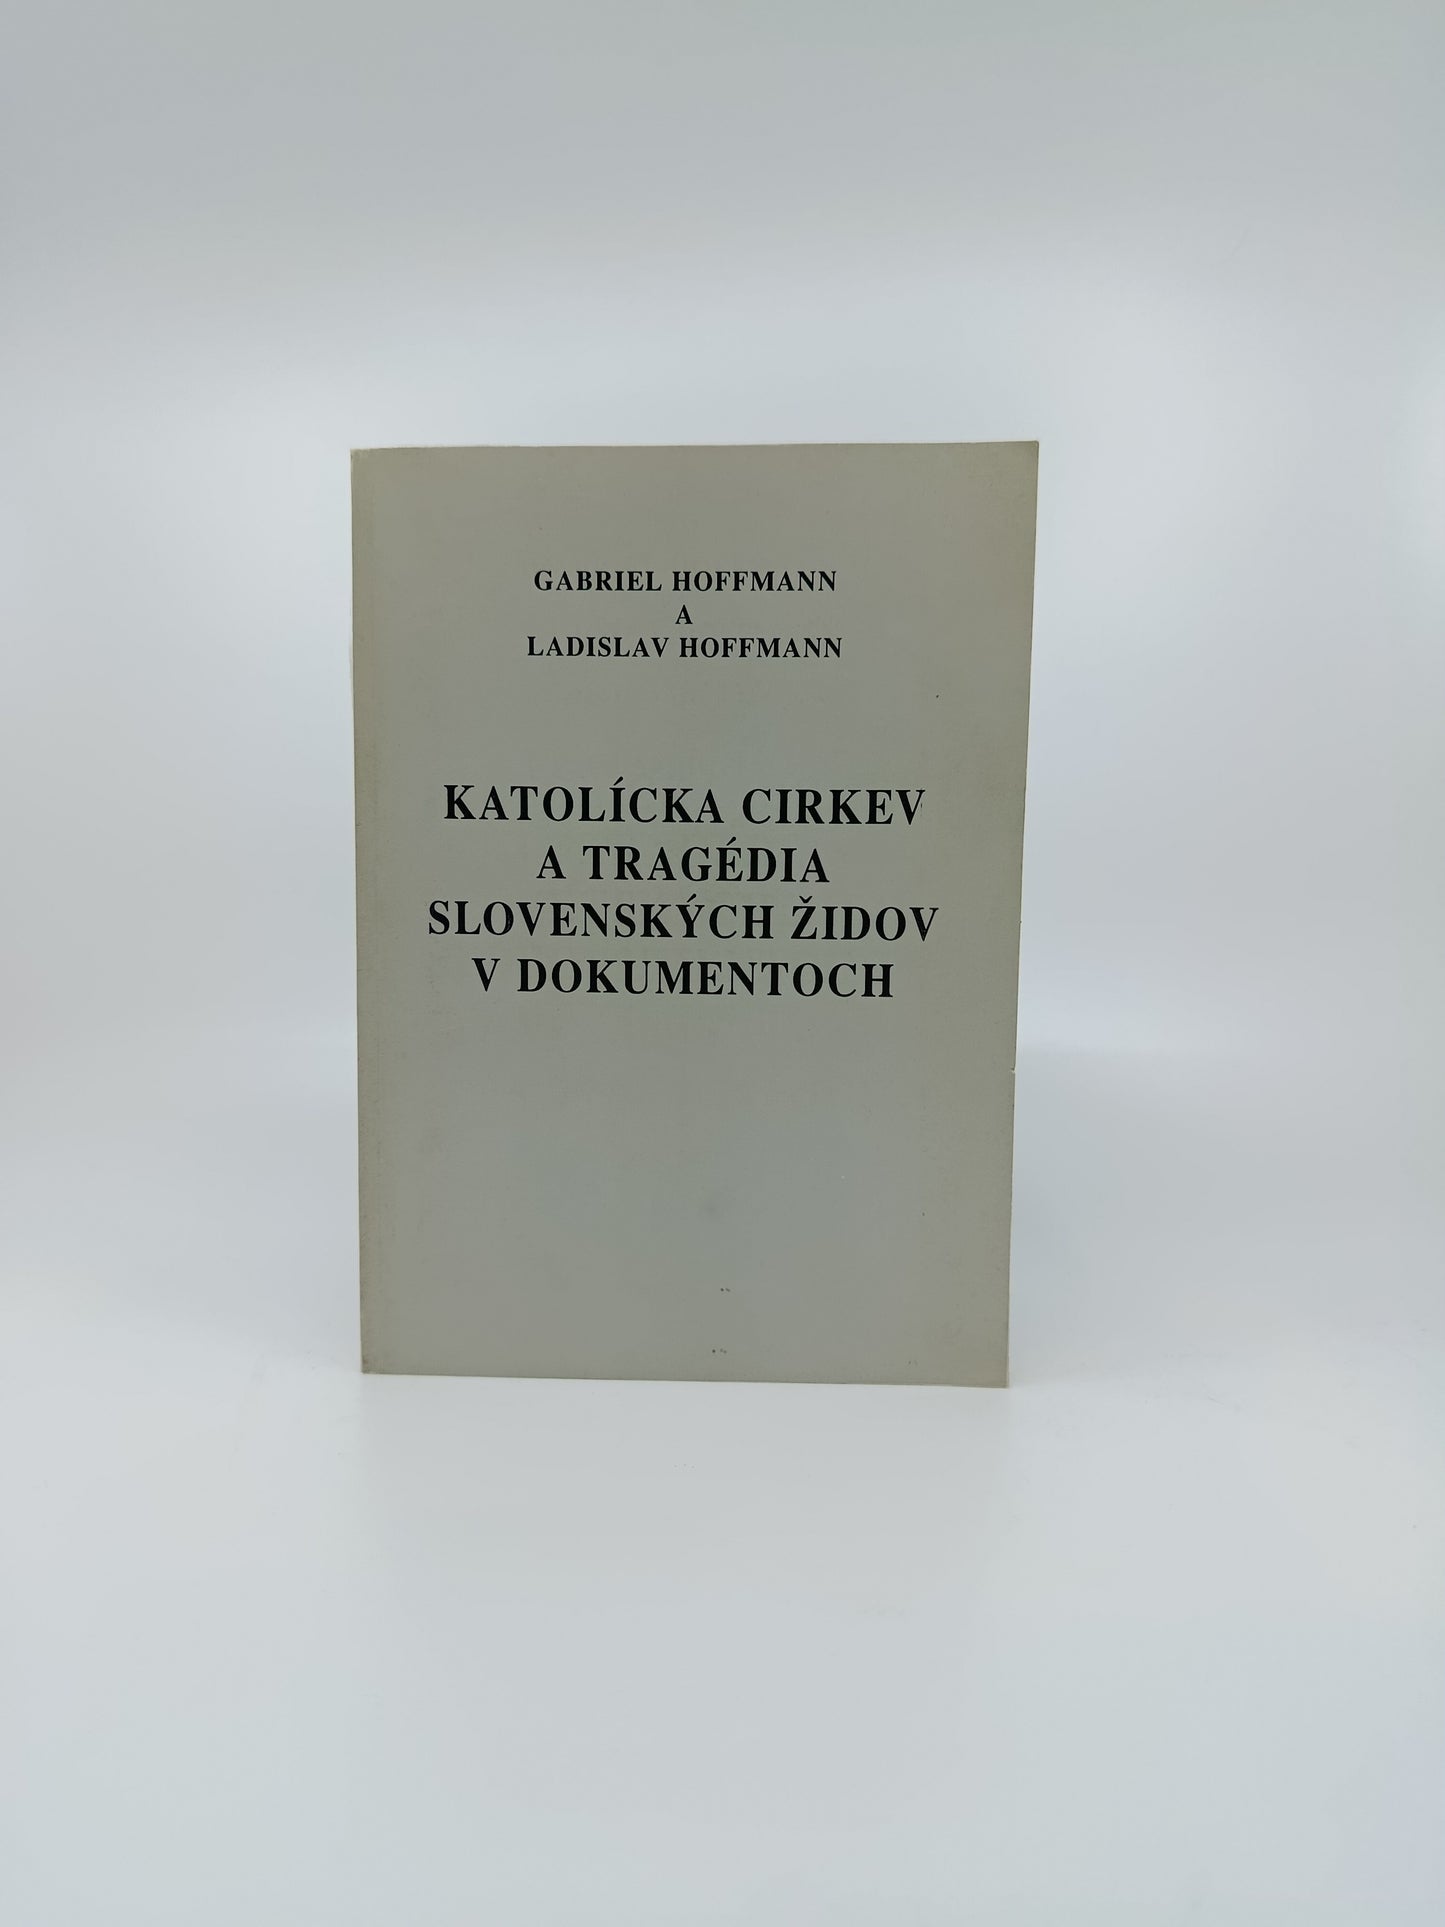 GABRIEL HOFFMANN
A
LADISLAV HOFFMANN
KATOLÍCKA CIRKEV
A TRAGÉDIA
SLOVENSKÝCH ŽIDOV
V DOKUMENTOCH